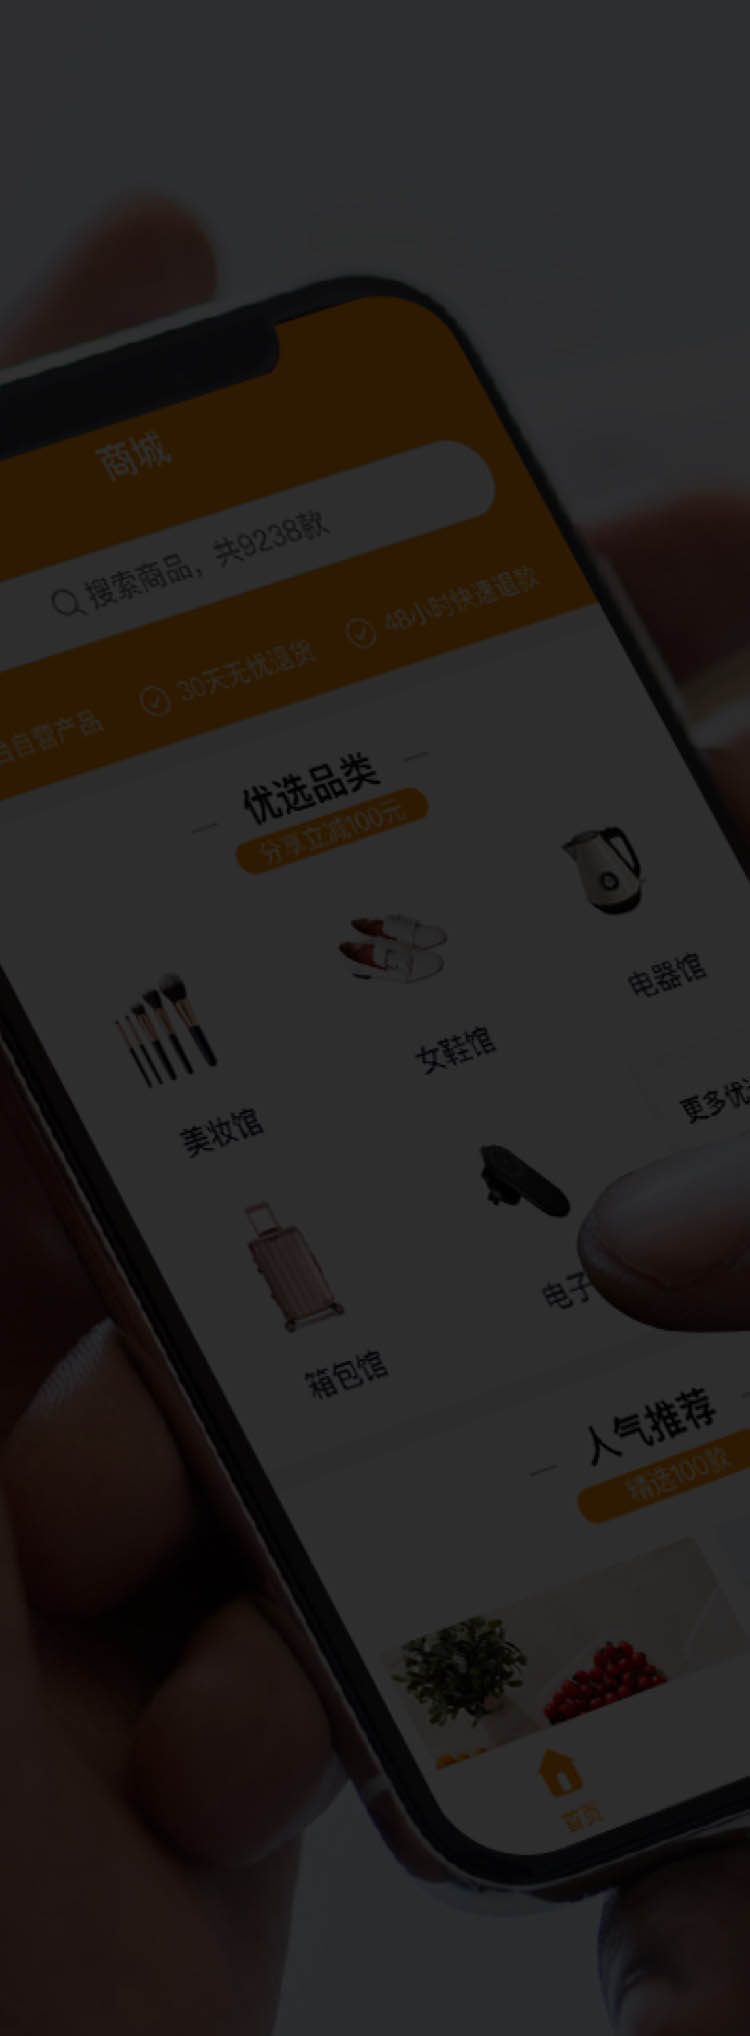 商城
搜索商品，共9238款
自营产品
30天无忧退货
48小时快速退款
优选品类
分享立减100元
美妆馆
女鞋馆
电器馆
箱包馆
电子
更多优
人气推荐
精选100款
首页